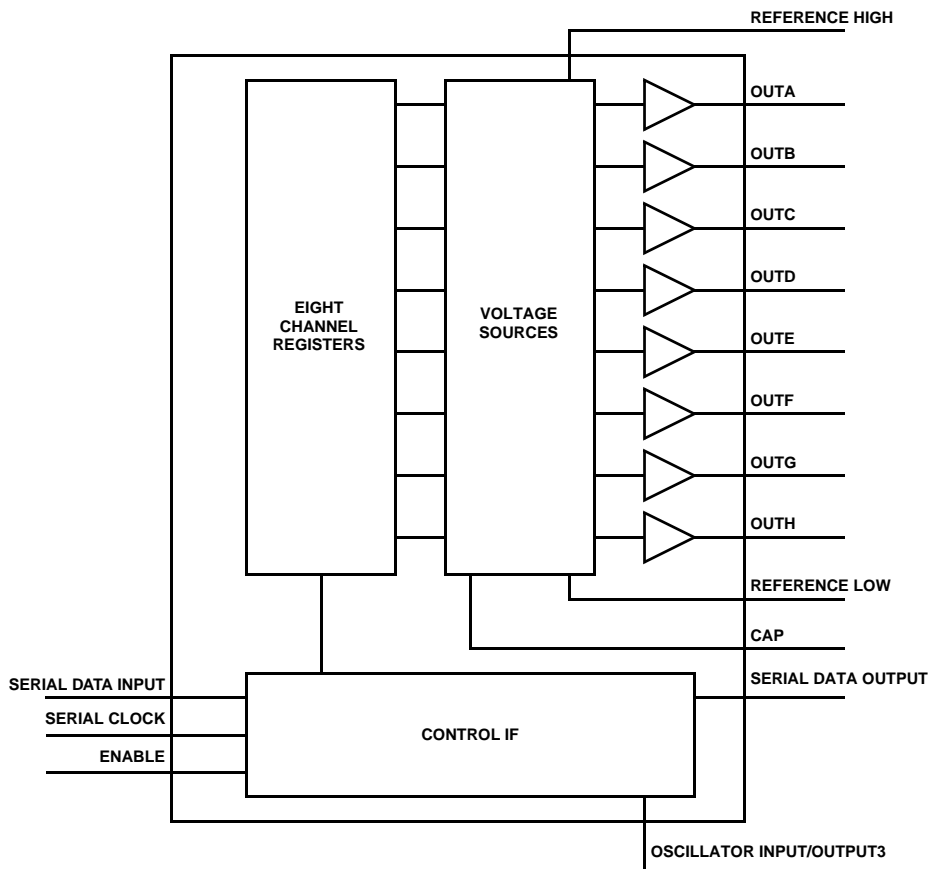 REFERENCE HIGH
OUTA
OUTB
OUTC
OUTD
EIGHT
CHANNEL
REGISTERS
VOLTAGE
SOURCES
OUTE
OUTF
OUTG
OUTH
REFERENCE LOW
CAP
SERIAL DATA INPUT
SERIAL DATA OUTPUT
SERIAL CLOCK
CONTROL IF
ENABLE
OSCILLATOR INPUT/OUTPUT3